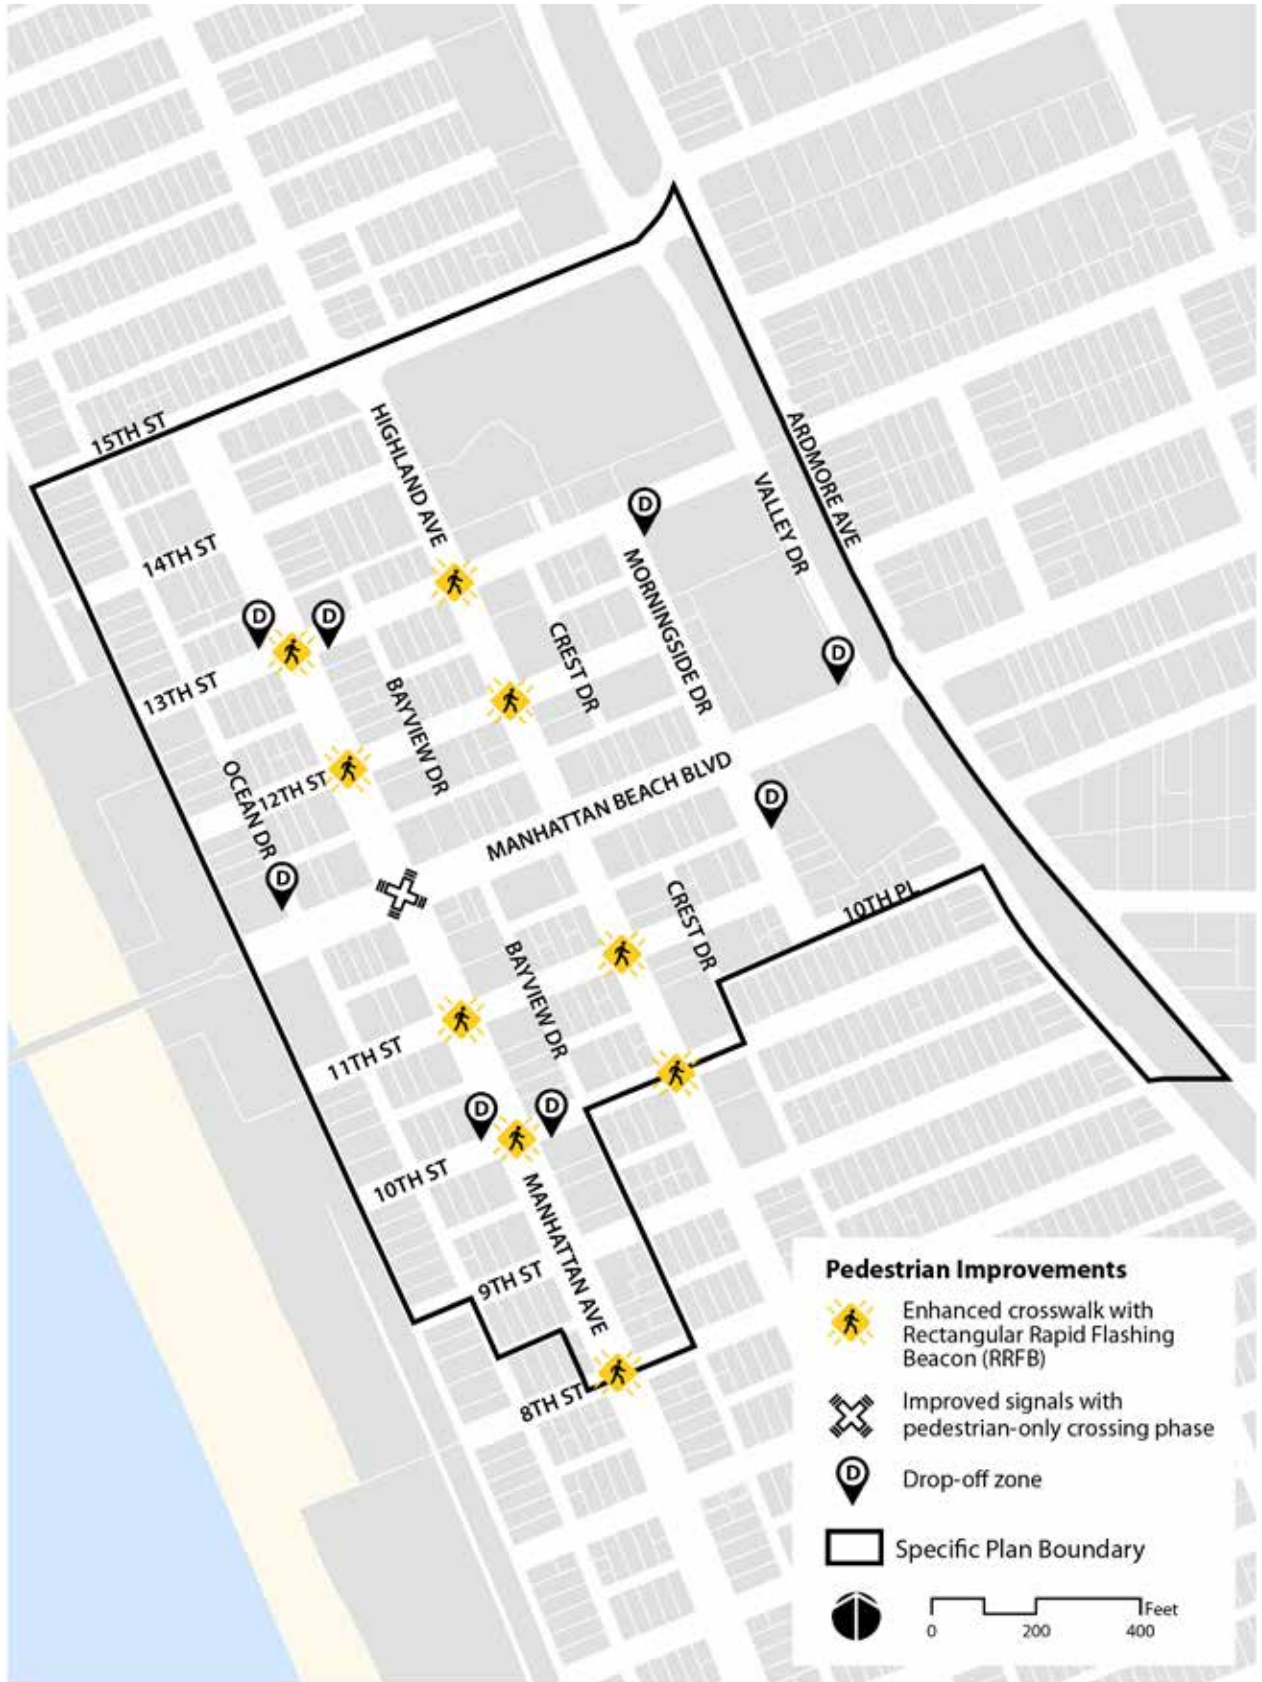 15TH ST
HIGHLAND AVE
ARDMORE AVE
VALLEY DR
D
14TH ST
MORNINGSIDE DR
D
D
CREST DR
D
13TH ST
BAYVIEW DR
OCEAN DR
12TH ST
MANHATTAN BEACH BLVD
D
D
CREST DR
10TH PL
BAYVIEW DR
11TH ST
D
D
10TH ST
MANHATTAN AVE
9TH ST
8TH ST
Pedestrian Improvements
Enhanced crosswalk with
Rectangular Rapid Flashing
Beacon (RRFB)
Improved signals with
pedestrian-only crossing phase
D
Drop-off zone
Specific Plan Boundary
Feet
0 200 400